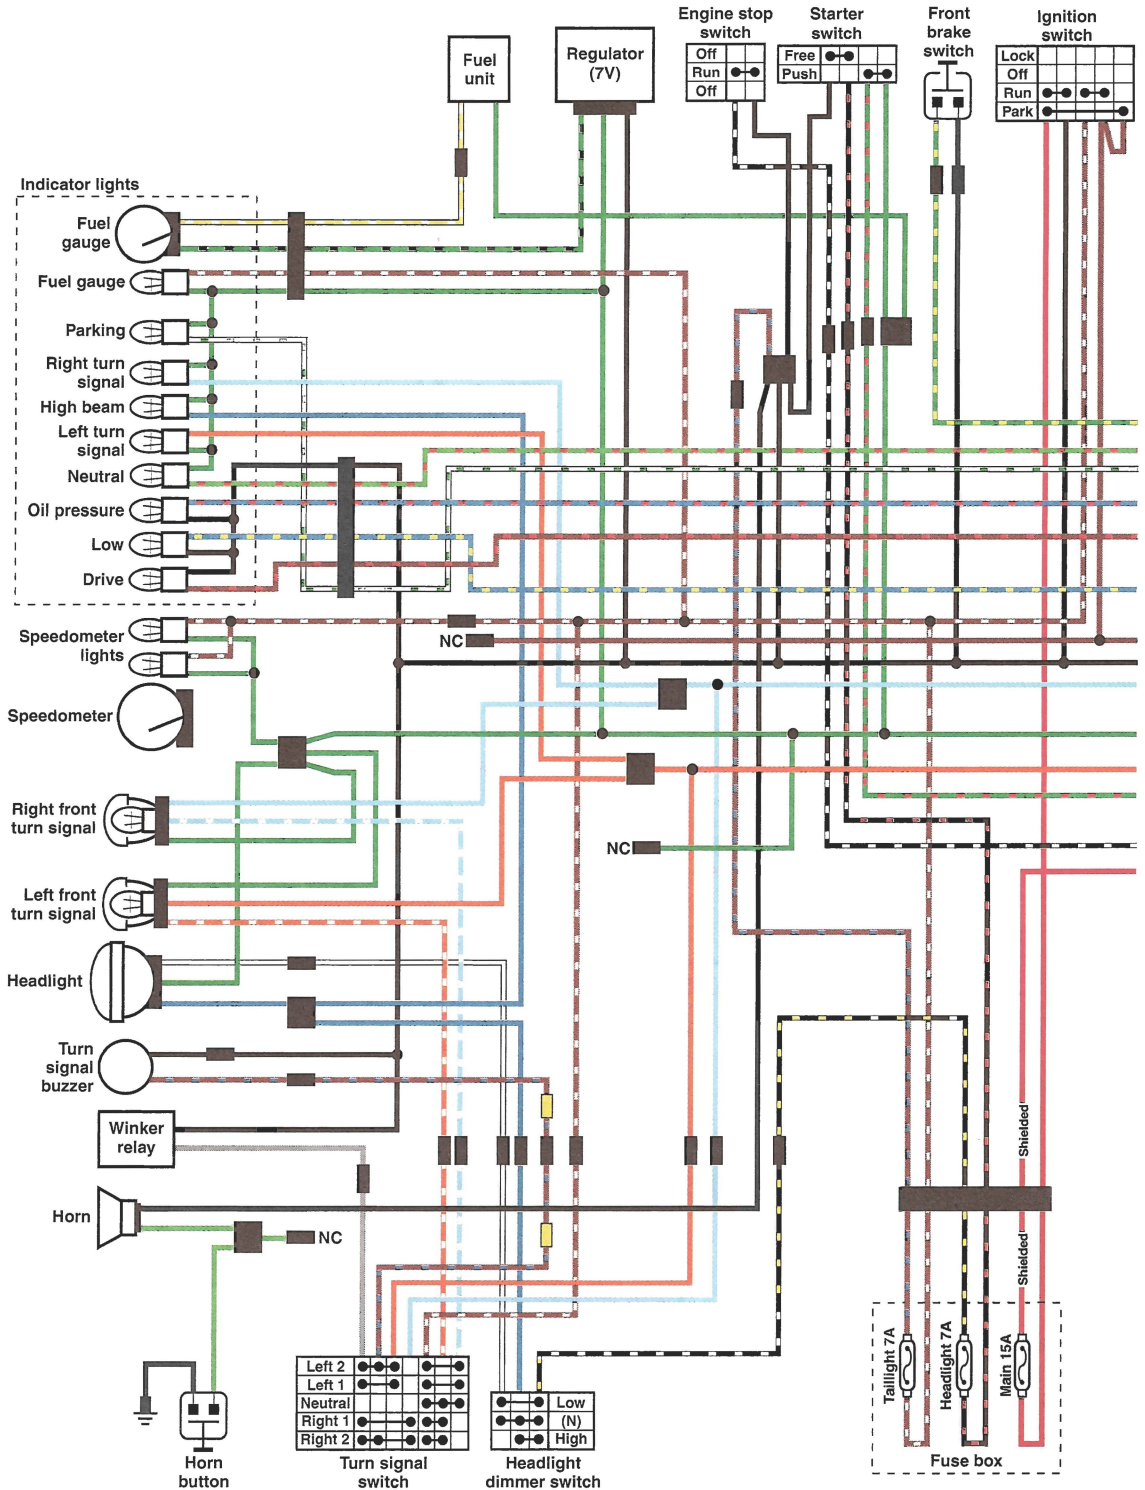 Engine stop
switch
Starter
switch
Front
brake
switch
Ignition
switch
Fuel
unit
Regulator
(7V)
Off
Run
Off
Free
Push
Lock
Off
Run
Park
Indicator lights
Fuel
gauge
Fuel gauge
Parking
Right turn
signal
High beam
Left turn
signal
Neutral
Oil pressure
Low
Drive
Speedometer
lights
NC
Speedometer
Right front
turn signal
NC
Left front
turn signal
Headlight
Turn
signal
buzzer
Winker
relay
Shielded
Horn
NC
Shielded
Taillight 7A
Headlight 7A
Main 15A
Left 2
Left 1
Neutral
Right 1
Right 2
Low
(N)
High
Fuse box
Horn
button
Turn signal
switch
Headlight
dimmer switch